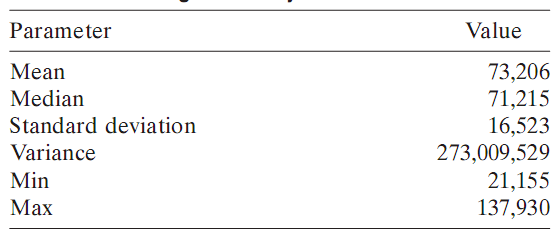 Parameter Value
Mean 73,206
Median 71,215
Standard deviation 16,523
Variance 273,009,529
Min 21,155
Max 137,930